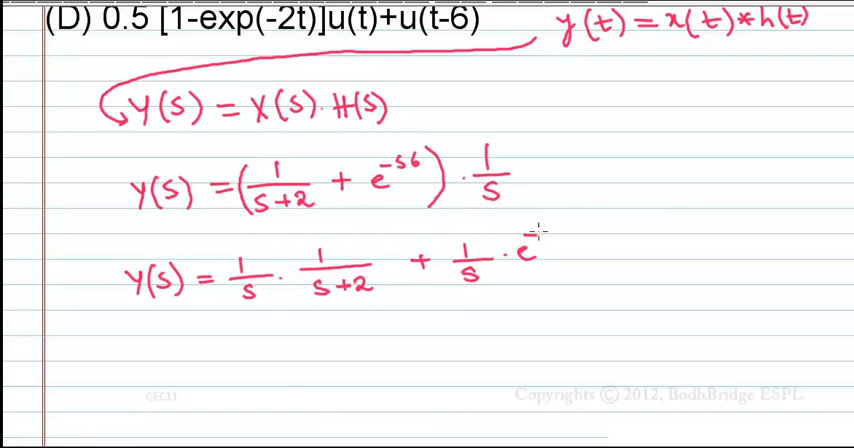 (D) 0.5 [1-exp(-2t)]u(t)+u(t-6)
y(t) = x(t) * h(t)
Y(S) = X(S) · H(S)
Y(S) = (1/(S+2) + e^-S6) · 1/S
Y(S) = 1/S · 1/(S+2) + 1/S · e^-
GEC11
Copyrights © 2012, BodhBridge ESPL